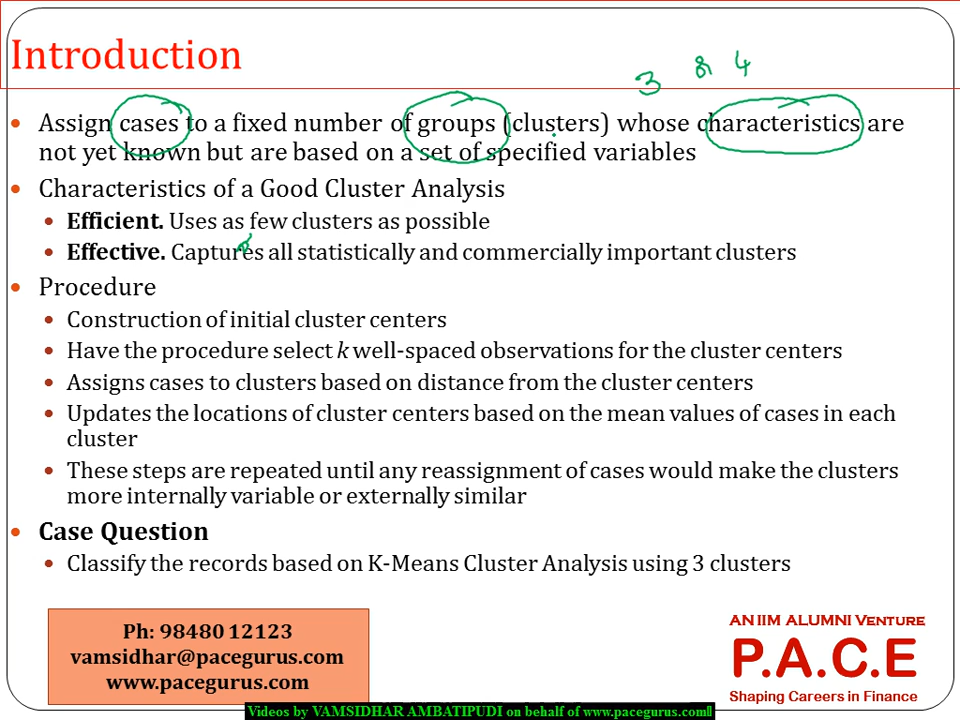 Introduction
3 & 4
Assign cases to a fixed number of groups (clusters) whose characteristics are
not yet known but are based on a set of specified variables
Characteristics of a Good Cluster Analysis
Efficient. Uses as few clusters as possible
Effective. Captures all statistically and commercially important clusters
Procedure
Construction of initial cluster centers
Have the procedure select k well-spaced observations for the cluster centers
Assigns cases to clusters based on distance from the cluster centers
Updates the locations of cluster centers based on the mean values of cases in each
cluster
These steps are repeated until any reassignment of cases would make the clusters
more internally variable or externally similar
Case Question
Classify the records based on K-Means Cluster Analysis using 3 clusters
Ph: 98480 12123
vamsidhar@pacegurus.com
www.pacegurus.com
AN IIM ALUMNI VENTURE
P.A.C.E
Shaping Careers in Finance
Videos by VAMSIDHAR AMBATIPUDI on behalf of www.pacegurus.com